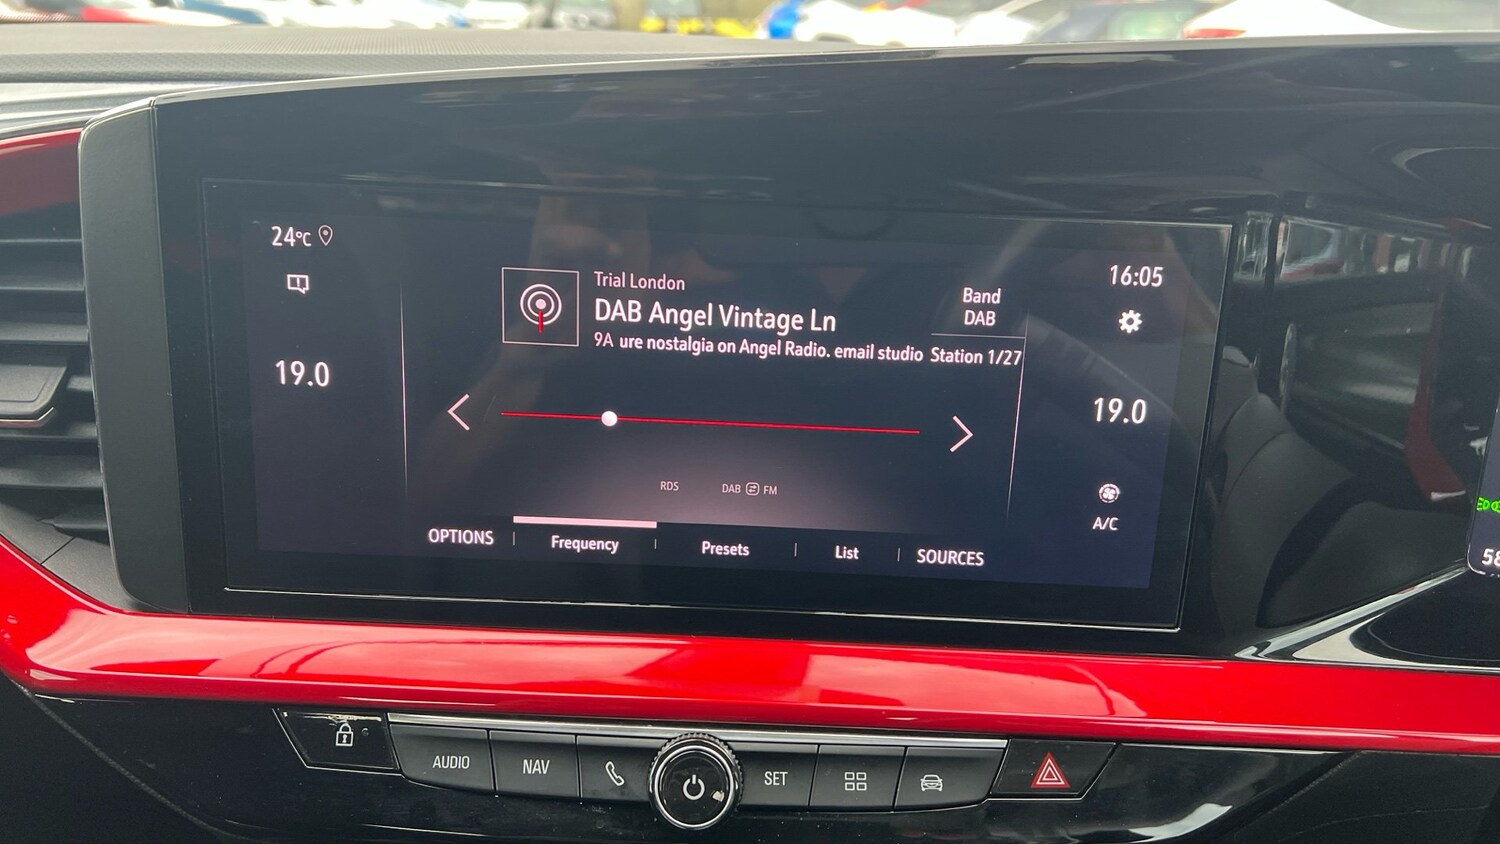 24°C
16:05
Trial London
DAB Angel Vintage Ln
9A ure nostalgia on Angel Radio. email studio
Band
DAB
Station 1/27
19.0
19.0
RDS
DAB FM
A/C
OPTIONS
Frequency
Presets
List
SOURCES
58
AUDIO
NAV
SET